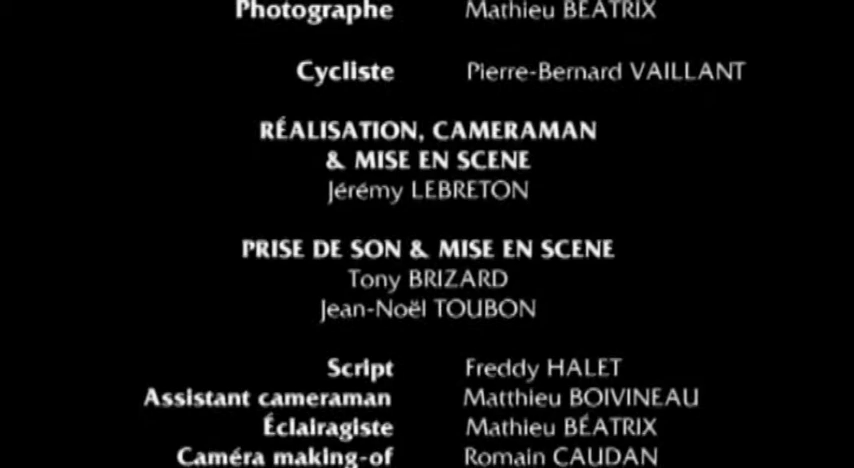 Photographe Mathieu BÉATRIX
Cycliste Pierre-Bernard VAILLANT
RÉALISATION, CAMERAMAN
& MISE EN SCENE
Jérémy LEBRETON
PRISE DE SON & MISE EN SCENE
Tony BRIZARD
Jean-Noël TOUBON
Script Freddy HALET
Assistant cameraman Matthieu BOIVINEAU
Éclairagiste Mathieu BÉATRIX
Caméra making-of Romain CAUDAN